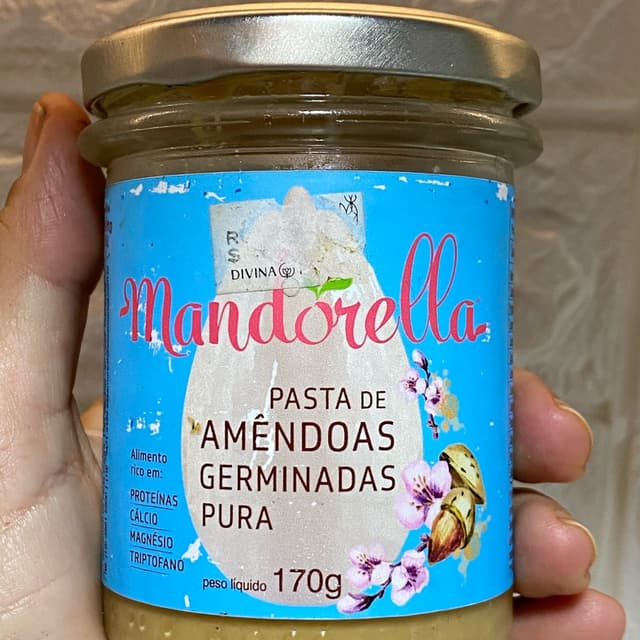 R
S
DIVINA
Mandorella
PASTA DE
AMÊNDOAS
GERMINADAS
PURA
Alimento
rico em:
PROTEÍNAS
CÁLCIO
MAGNÉSIO
TRIPTOFANO
peso líquido 170g